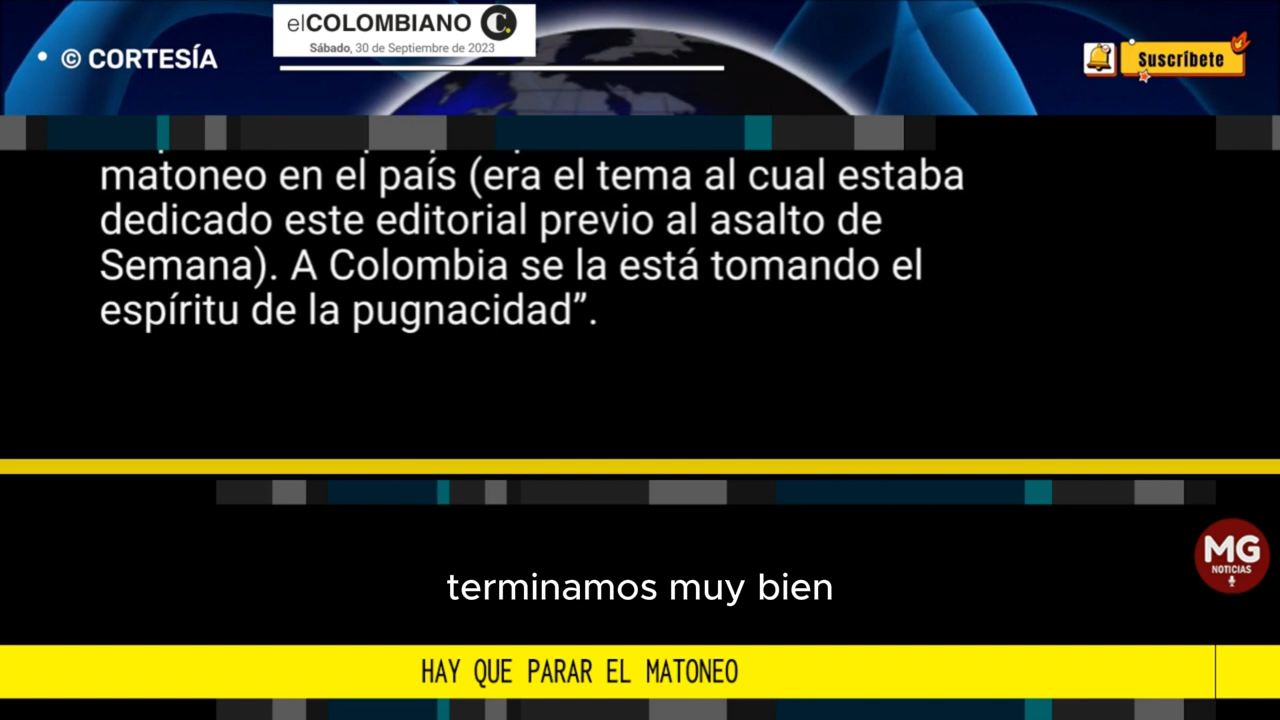 elCOLOMBIANO C.
Sábado, 30 de Septiembre de 2023
• © CORTESÍA
Suscríbete
matoneo en el país (era el tema al cual estaba
dedicado este editorial previo al asalto de
Semana). A Colombia se la está tomando el
espíritu de la pugnacidad”.
MG
NOTICIAS
terminamos muy bien
HAY QUE PARAR EL MATONEO